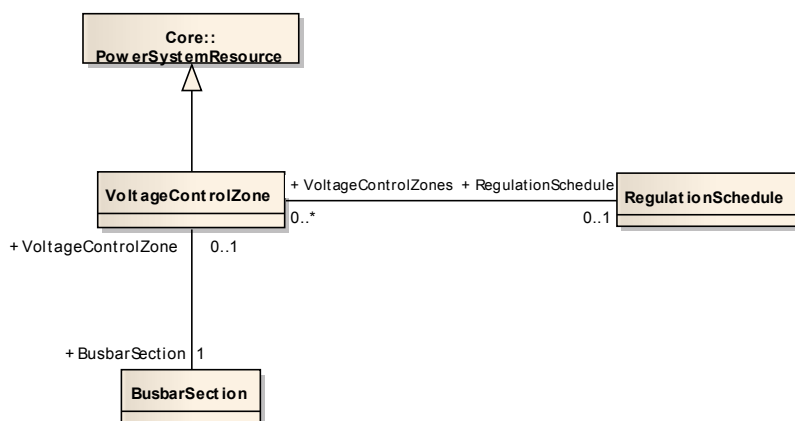 Core::
PowerSystemResource
VoltageControlZone
+ VoltageControlZones + RegulationSchedule
RegulationSchedule
0..*
0..1
+ VoltageControlZone 0..1
+ BusbarSection 1
BusbarSection